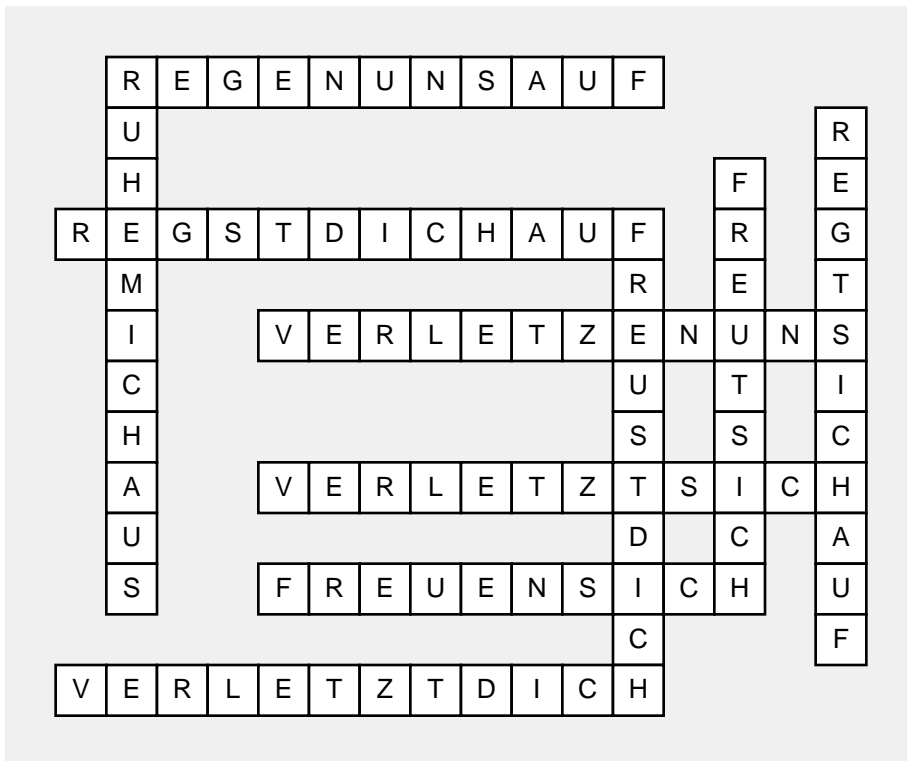 REGENUNSAUF
RUHEMICHAUS
REGTSICHAUF
FREUTSICH
REGSTDICHAUF
FREUSTDICH
VERLETZENUNS
VERLETZTSICH
FREUENSICH
VERLETZTDICH